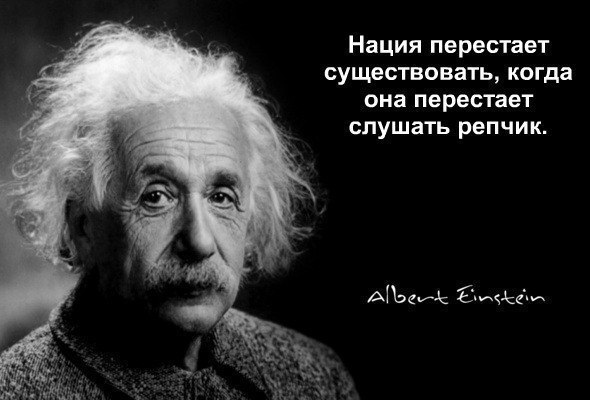 Нация перестает
существовать, когда
она перестает
слушать репчик.
Albert Einstein